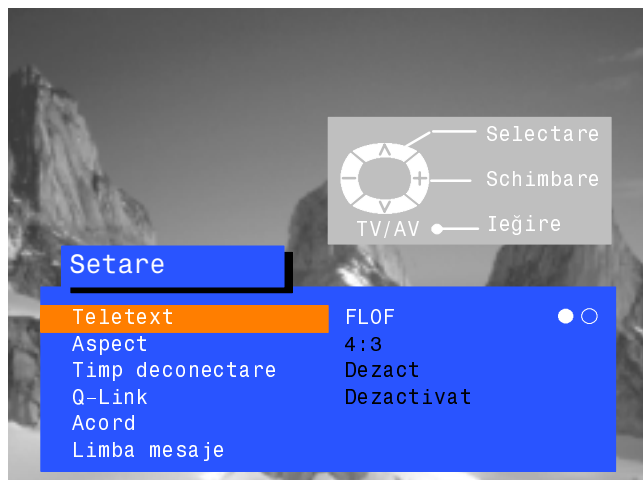 Selectare
Schimbare
TV/AV Ieğire
Setare
Teletext FLOF
Aspect 4:3
Timp deconectare Dezact
Q-Link Dezactivat
Acord
Limba mesaje